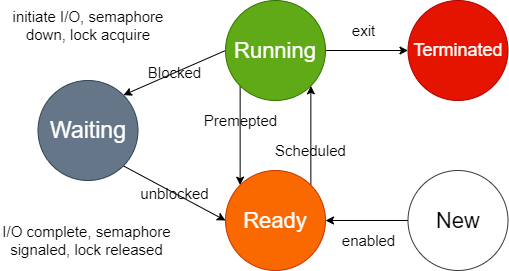 initiate I/O, semaphore
down, lock acquire
Running
exit
Terminated
Blocked
Waiting
Premepted
Scheduled
unblocked
Ready
New
enabled
I/O complete, semaphore
signaled, lock released